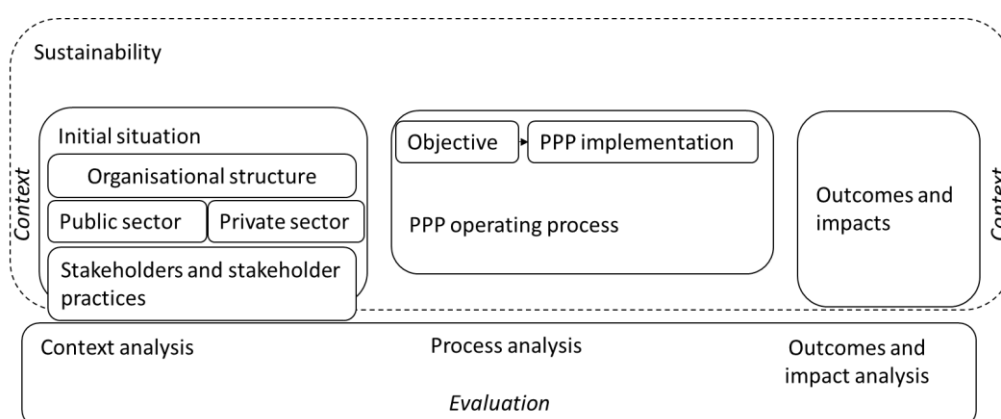 Sustainability
Context
Initial situation
Organisational structure
Public sector
Private sector
Stakeholders and stakeholder
practices
Objective
PPP implementation
PPP operating process
Outcomes and
impacts
Context
Context analysis
Process analysis
Outcomes and
impact analysis
Evaluation